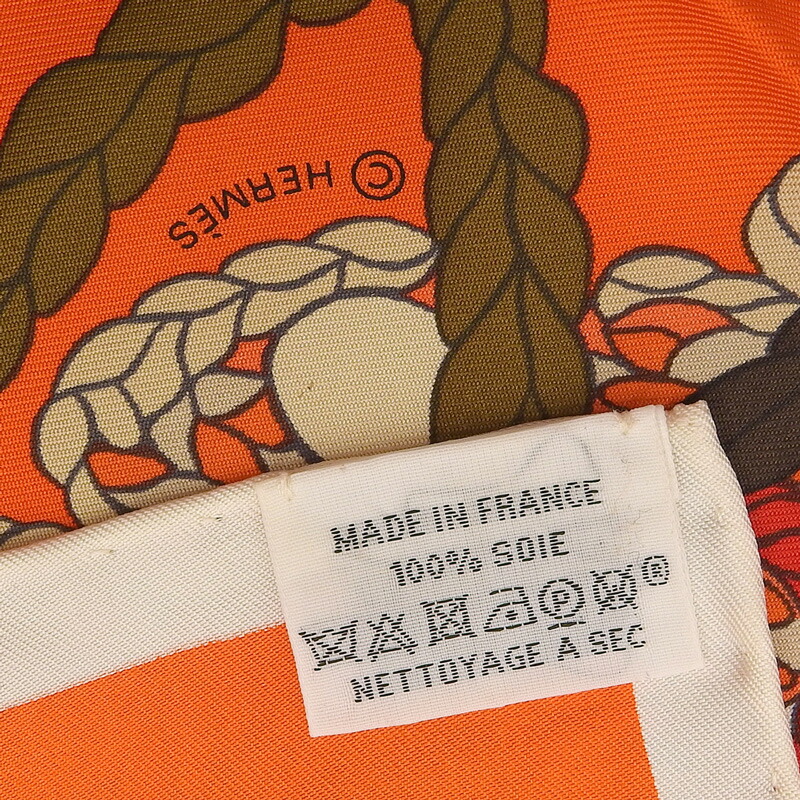 © HERMÈS
MADE IN FRANCE
100% SOIE
®
NETTOYAGE À SEC